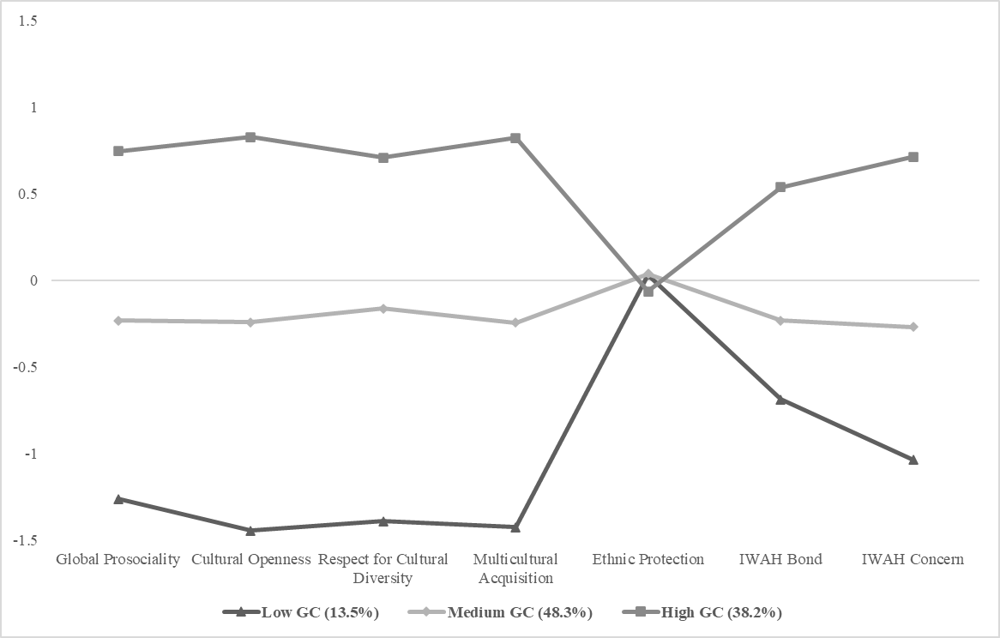 1.5
1
0.5
0
-0.5
-1
-1.5
Global Prosociality Cultural Openness Respect for Cultural Multicultural Ethnic Protection IWAH Bond IWAH Concern
Diversity Acquisition
Low GC (13.5%) Medium GC (48.3%) High GC (38.2%)